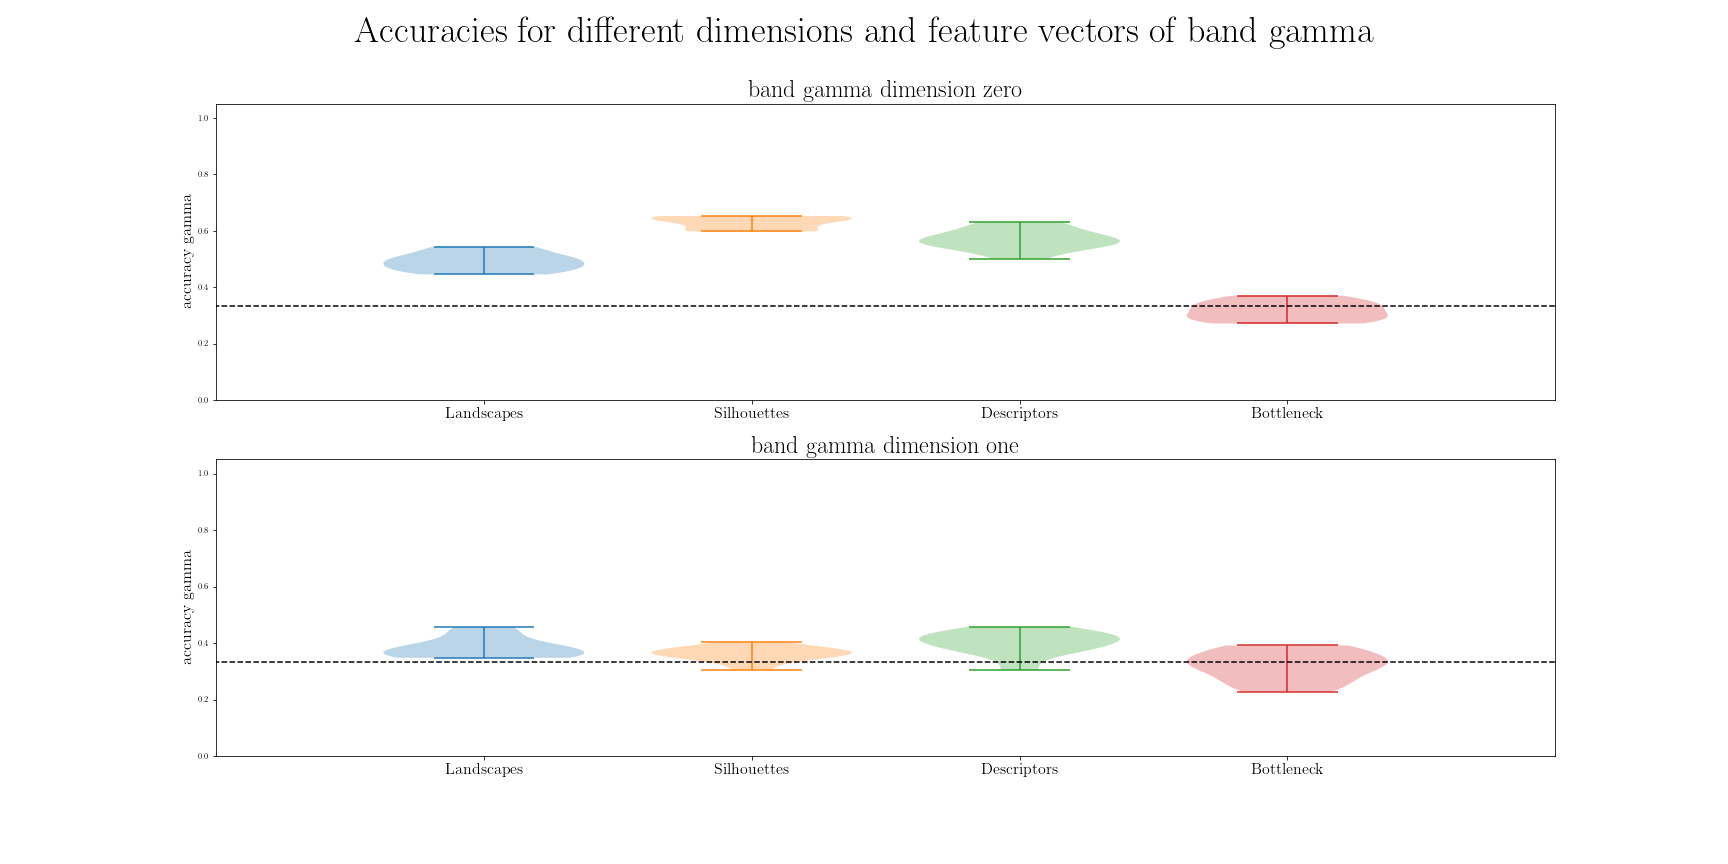 Accuracies for different dimensions and feature vectors of band gamma
band gamma dimension zero
accuracy gamma
1.0
0.8
0.6
0.4
0.2
0.0
Landscapes Silhouettes Descriptors Bottleneck
band gamma dimension one
accuracy gamma
1.0
0.8
0.6
0.4
0.2
0.0
Landscapes Silhouettes Descriptors Bottleneck